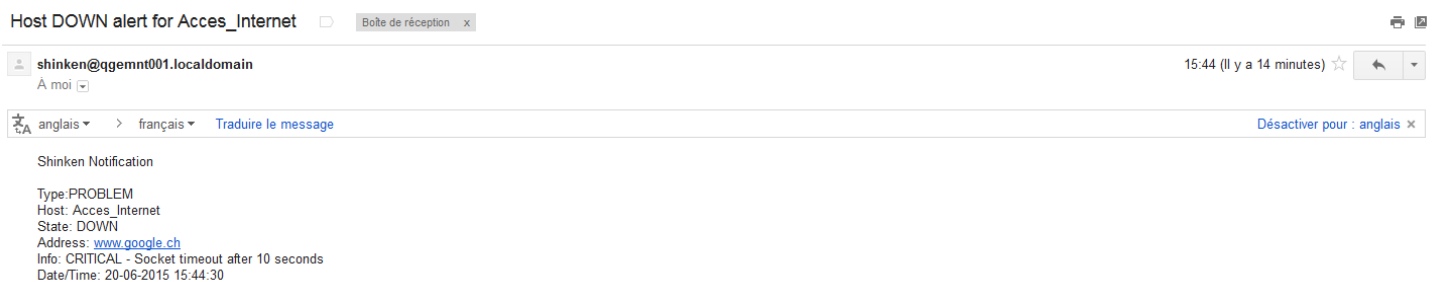 Host DOWN alert for Acces_Internet
Boîte de réception x
shinken@qgemnt001.localdomain
15:44 (Il y a 14 minutes)
À moi
anglais > français Traduire le message
Désactiver pour : anglais ×
Shinken Notification
Type:PROBLEM
Host: Acces_Internet
State: DOWN
Address: www.google.ch
Info: CRITICAL - Socket timeout after 10 seconds
Date/Time: 20-06-2015 15:44:30